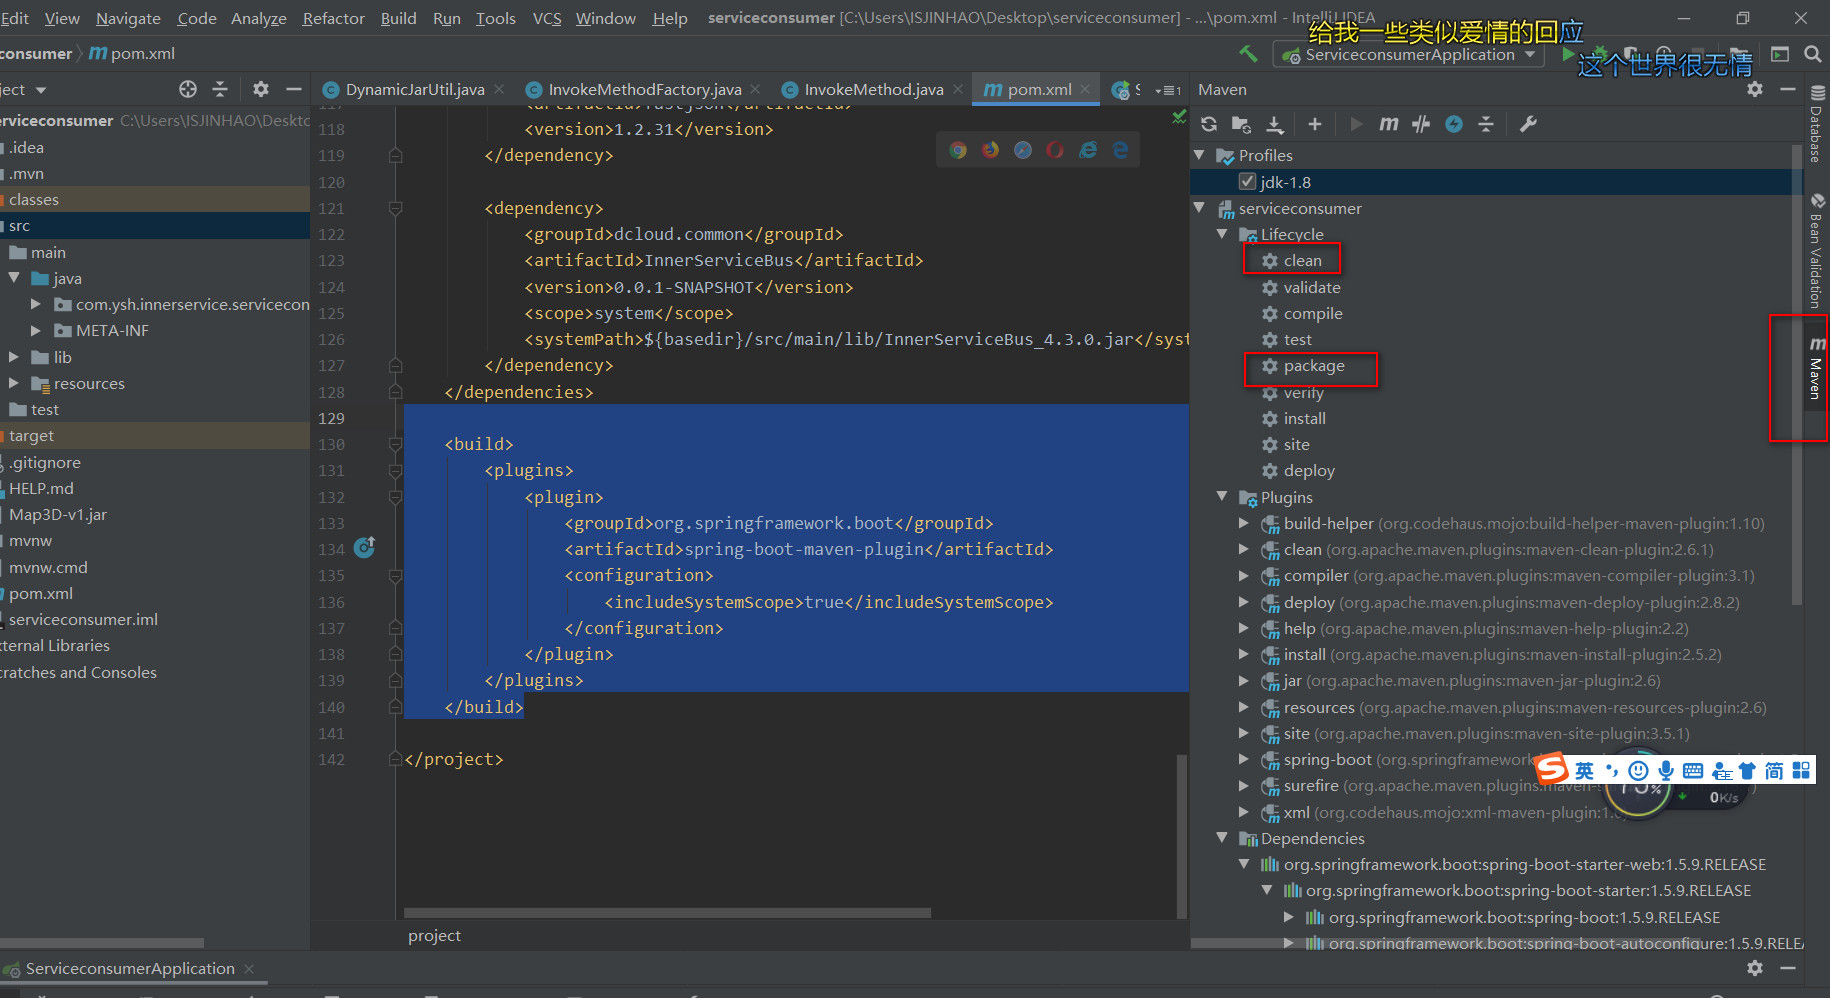 Edit View Navigate Code Analyze Refactor Build Run Tools VCS Window Help serviceconsumer [C:\Users\ISJINHAO\Desktop\serviceconsumer] - ...\pom.xml - IntelliJ IDEA
给我一些类似爱情的回应
这个世界很无情
consumer pom.xml
ServiceconsumerApplication
ject
DynamicJarUtil.java
InvokeMethodFactory.java
InvokeMethod.java
pom.xml
S
1
Maven
erviceconsumer C:\Users\ISJINHAO\Deskto
.idea
.mvn
classes
src
main
java
com.ysh.innerservice.servicecon
META-INF
lib
resources
test
target
.gitignore
HELP.md
Map3D-v1.jar
mvnw
mvnw.cmd
pom.xml
serviceconsumer.iml
xternal Libraries
cratches and Consoles
117 <artifactId>fastjson</artifactId>
118 <version>1.2.31</version>
119 </dependency>
120
121 <dependency>
122 <groupId>dcloud.common</groupId>
123 <artifactId>InnerServiceBus</artifactId>
124 <version>0.0.1-SNAPSHOT</version>
125 <scope>system</scope>
126 <systemPath>${basedir}/src/main/lib/InnerServiceBus_4.3.0.jar</syst
127 </dependency>
128 </dependencies>
129
130 <build>
131 <plugins>
132 <plugin>
133 <groupId>org.springframework.boot</groupId>
134 <artifactId>spring-boot-maven-plugin</artifactId>
135 <configuration>
136 <includeSystemScope>true</includeSystemScope>
137 </configuration>
138 </plugin>
139 </plugins>
140 </build>
141
142 </project>
project
Profiles
jdk-1.8
serviceconsumer
Lifecycle
clean
validate
compile
test
package
verify
install
site
deploy
Plugins
build-helper (org.codehaus.mojo:build-helper-maven-plugin:1.10)
clean (org.apache.maven.plugins:maven-clean-plugin:2.6.1)
compiler (org.apache.maven.plugins:maven-compiler-plugin:3.1)
deploy (org.apache.maven.plugins:maven-deploy-plugin:2.8.2)
help (org.apache.maven.plugins:maven-help-plugin:2.2)
install (org.apache.maven.plugins:maven-install-plugin:2.5.2)
jar (org.apache.maven.plugins:maven-jar-plugin:2.6)
resources (org.apache.maven.plugins:maven-resources-plugin:2.6)
site (org.apache.maven.plugins:maven-site-plugin:3.5.1)
spring-boot (org.springframework
surefire (org.apache.maven.plugins:maven-s
xml (org.codehaus.mojo:xml-maven-plugin:1.0
Dependencies
org.springframework.boot:spring-boot-starter-web:1.5.9.RELEASE
org.springframework.boot:spring-boot-starter:1.5.9.RELEASE
org.springframework.boot:spring-boot:1.5.9.RELEASE
org.springframework.boot:spring-boot-autoconfigure:1.5.9.RELEA
英 简
0K/s
Database
Bean Validation
Maven
ServiceconsumerApplication